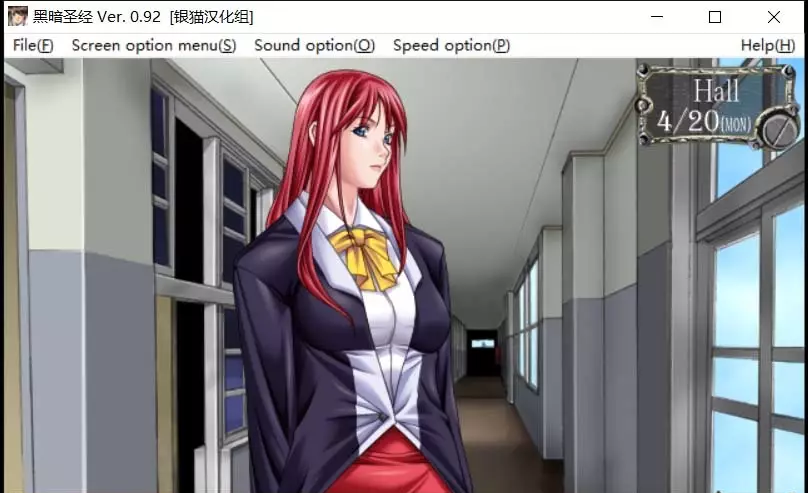 黑暗圣经 Ver. 0.92 [银猫汉化组]
File(F) Screen option menu(S) Sound option(O) Speed option(P) Help(H)
Hall
4/20(MON)